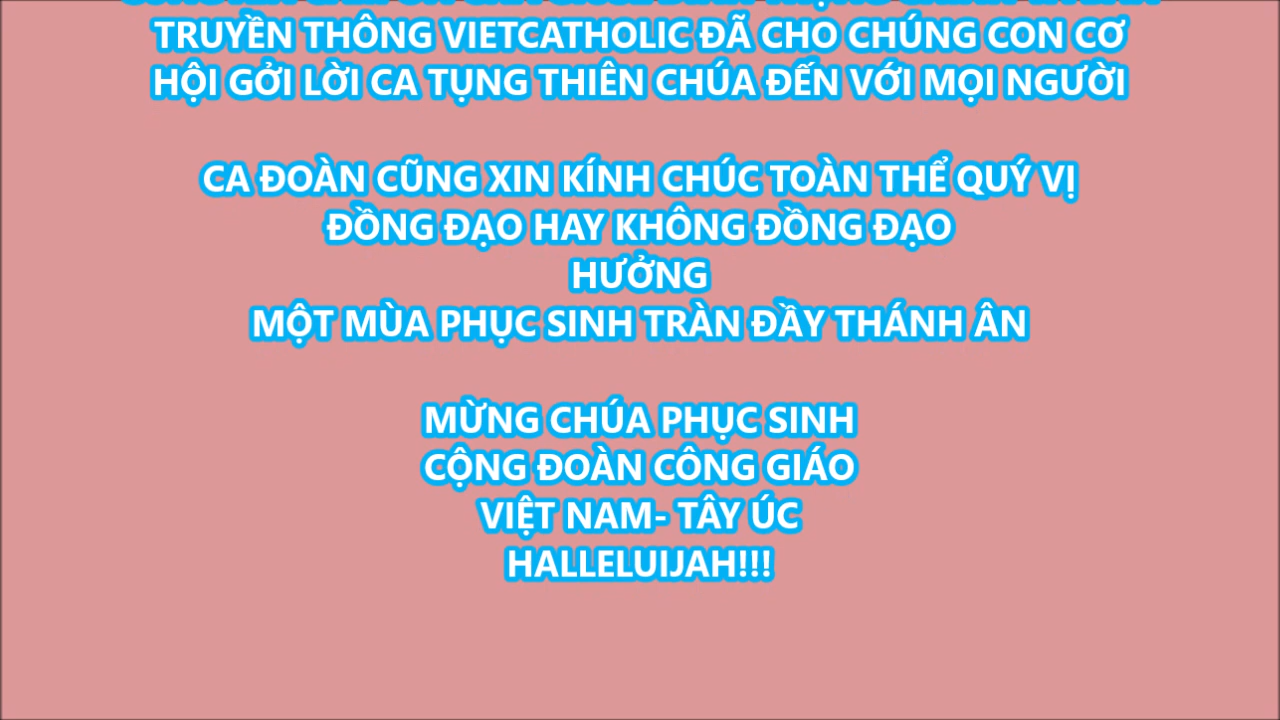 TRUYỀN THÔNG VIETCATHOLIC ĐÃ CHO CHÚNG CON CƠ
HỘI GỞI LỜI CA TỤNG THIÊN CHÚA ĐẾN VỚI MỌI NGƯỜI
CA ĐOÀN CŨNG XIN KÍNH CHÚC TOÀN THỂ QUÝ VỊ
ĐỒNG ĐẠO HAY KHÔNG ĐỒNG ĐẠO
HƯỞNG
MỘT MÙA PHỤC SINH TRÀN ĐẦY THÁNH ÂN
MỪNG CHÚA PHỤC SINH
CỘNG ĐOÀN CÔNG GIÁO
VIỆT NAM- TÂY ÚC
HALLELUIJAH!!!